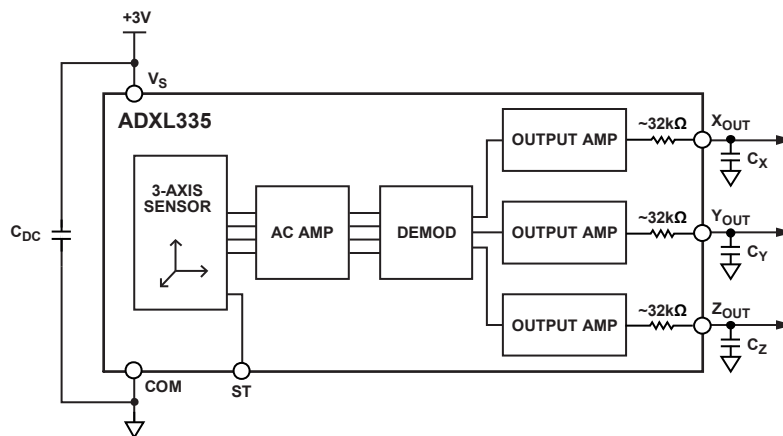 +3V
VS
ADXL335
3-AXIS
SENSOR
AC AMP
DEMOD
OUTPUT AMP
~32kΩ
XOUT
CX
OUTPUT AMP
~32kΩ
YOUT
CY
OUTPUT AMP
~32kΩ
ZOUT
CZ
CDC
COM
ST